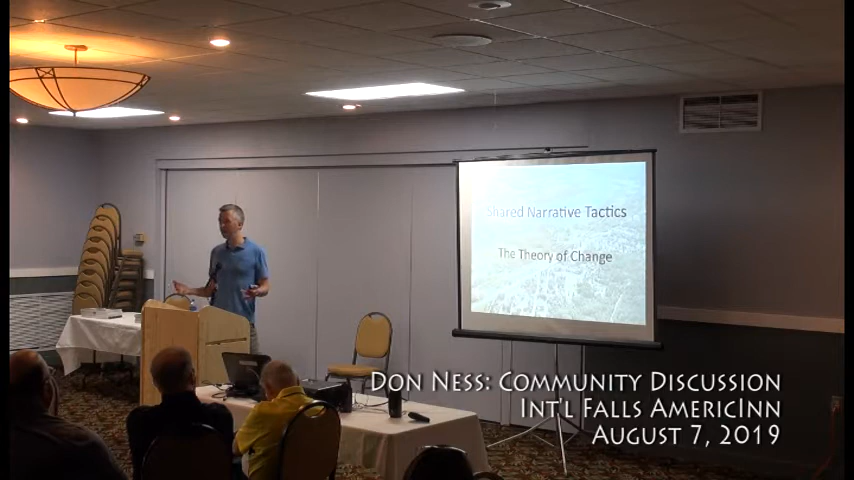 Shared Narrative Tactics
The Theory of Change
Don Ness: Community Discussion
Int'l Falls AmericInn
August 7, 2019